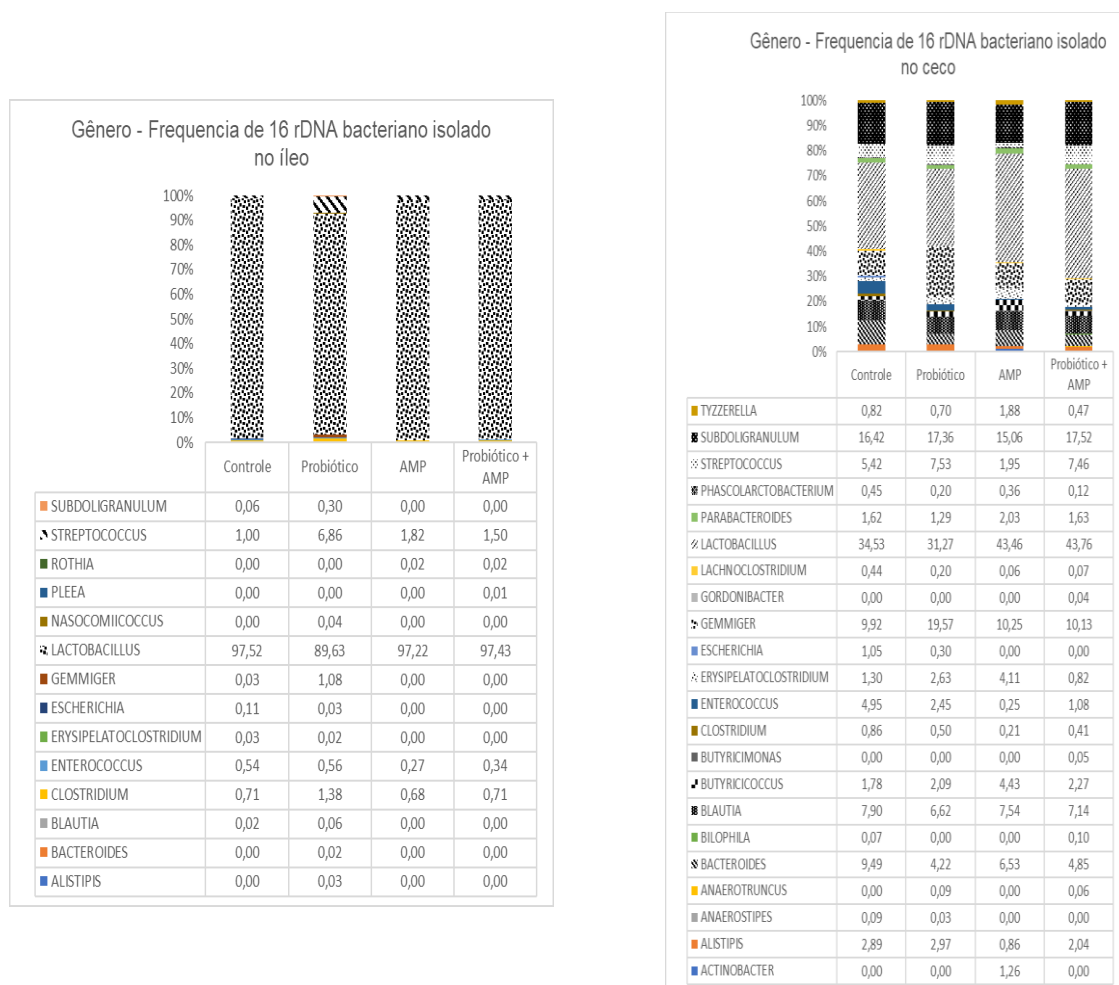 Gênero - Frequencia de 16 rDNA bacteriano isolado
no íleo
100%
90%
80%
70%
60%
50%
40%
30%
20%
10%
0%
Controle Probiótico AMP Probiótico + AMP
SUBDOLIGRANULUM 0,06 0,30 0,00 0,00
STREPTOCOCCUS 1,00 6,86 1,82 1,50
ROTHIA 0,00 0,00 0,02 0,02
PLEEA 0,00 0,00 0,00 0,01
NASOCOMIICOCCUS 0,00 0,04 0,00 0,00
LACTOBACILLUS 97,52 89,63 97,22 97,43
GEMMIGER 0,03 1,08 0,00 0,00
ESCHERICHIA 0,11 0,03 0,00 0,00
ERYSIPELATOCLOSTRIDIUM 0,03 0,02 0,00 0,00
ENTEROCOCCUS 0,54 0,56 0,27 0,34
CLOSTRIDIUM 0,71 1,38 0,68 0,71
BLAUTIA 0,02 0,06 0,00 0,00
BACTEROIDES 0,00 0,02 0,00 0,00
ALISTIPIS 0,00 0,03 0,00 0,00
Gênero - Frequencia de 16 rDNA bacteriano isolado
no ceco
100%
90%
80%
70%
60%
50%
40%
30%
20%
10%
0%
Controle Probiótico AMP Probiótico + AMP
TYZZERELLA 0,82 0,70 1,88 0,47
SUBDOLIGRANULUM 16,42 17,36 15,06 17,52
STREPTOCOCCUS 5,42 7,53 1,95 7,46
PHASCOLARCTOBACTERIUM 0,45 0,20 0,36 0,12
PARABACTEROIDES 1,62 1,29 2,03 1,63
LACTOBACILLUS 34,53 31,27 43,46 43,76
LACHNOCLOSTRIDIUM 0,44 0,20 0,06 0,07
GORDONIBACTER 0,00 0,00 0,00 0,04
GEMMIGER 9,92 19,57 10,25 10,13
ESCHERICHIA 1,05 0,30 0,00 0,00
ERYSIPELATOCLOSTRIDIUM 1,30 2,63 4,11 0,82
ENTEROCOCCUS 4,95 2,45 0,25 1,08
CLOSTRIDIUM 0,86 0,50 0,21 0,41
BUTYRICIMONAS 0,00 0,00 0,00 0,05
BUTYRICICOCCUS 1,78 2,09 4,43 2,27
BLAUTIA 7,90 6,62 7,54 7,14
BILOPHILA 0,07 0,00 0,00 0,10
BACTEROIDES 9,49 4,22 6,53 4,85
ANAEROTRUNCUS 0,00 0,09 0,00 0,06
ANAEROSTIPES 0,09 0,03 0,00 0,00
ALISTIPIS 2,89 2,97 0,86 2,04
ACTINOBACTER 0,00 0,00 1,26 0,00